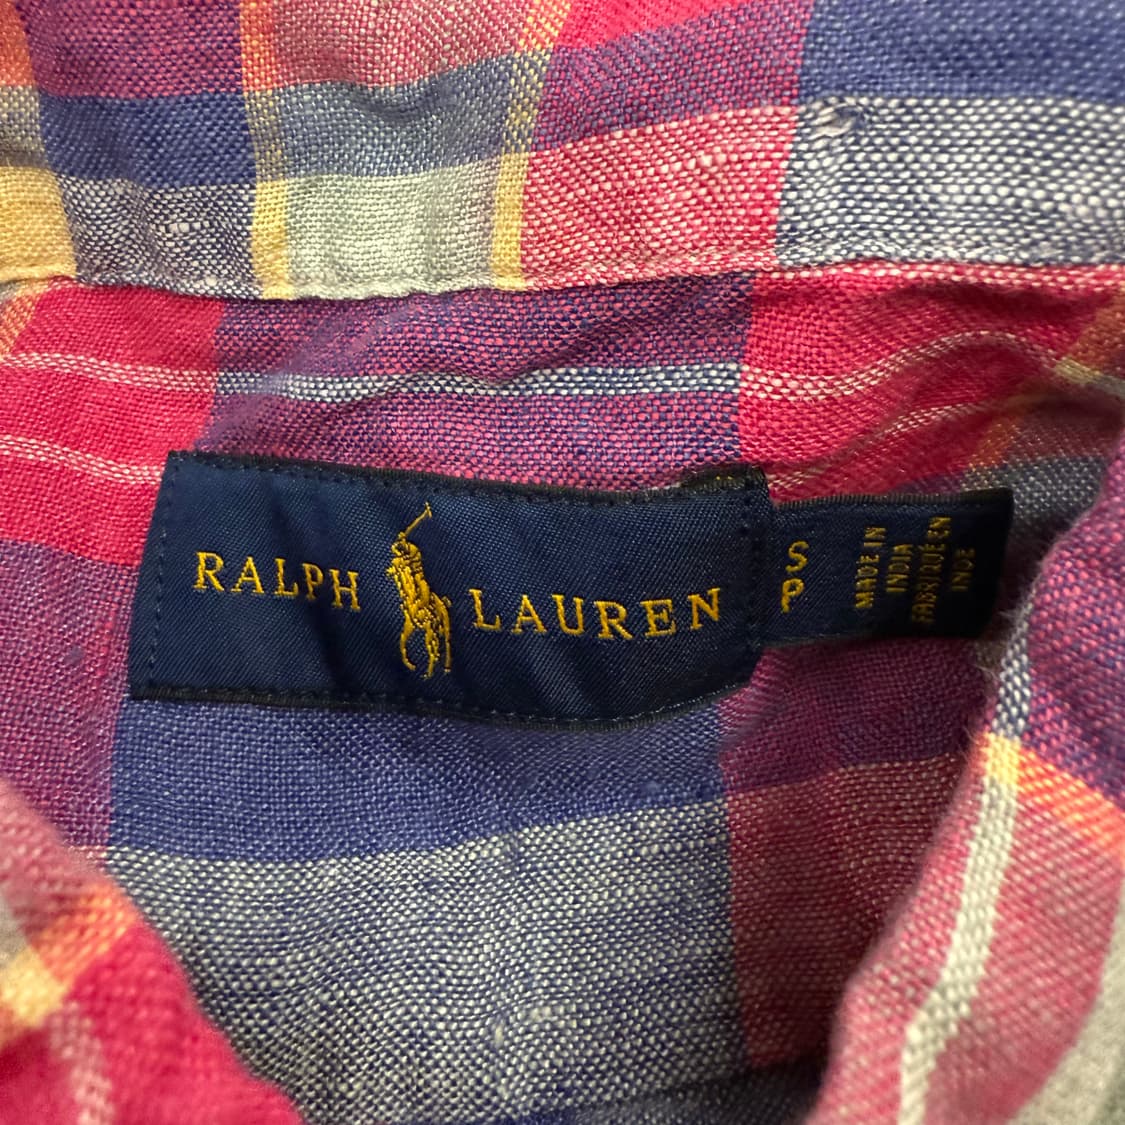 RALPH LAUREN
S
P
MADE IN
INDIA
FABRIQUÉ EN
INDE